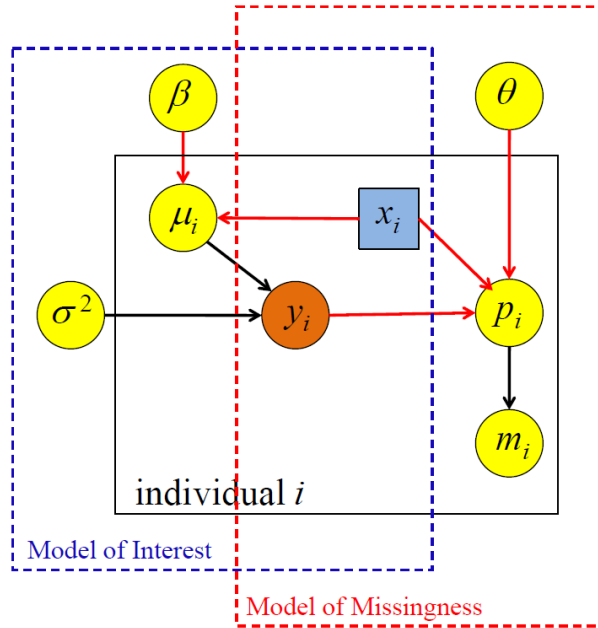 β
θ
μᵢ
xᵢ
σ²
yᵢ
pᵢ
mᵢ
individual i
Model of Interest
Model of Missingness